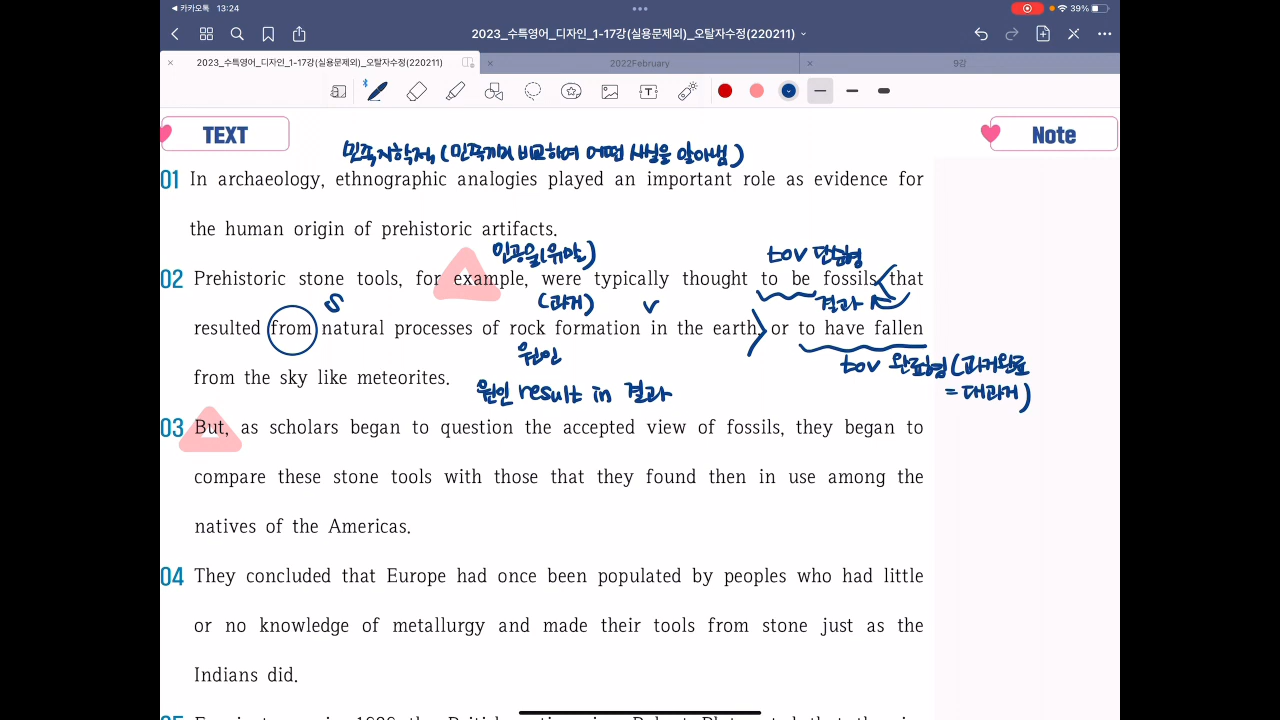 ◀ 카카오톡 13:24
39%
2023_수특영어_디자인_1-17강(실용문제외)_오탈자수정(220211)
2023_수특영어_디자인_1-17강(실용문제외)_오탈자수정(220211)
2022February
9강
TEXT
Note
민족지학적 (민족끼리 비교하여 어떤 사실을 알아냄)
01 In archaeology, ethnographic analogies played an important role as evidence for
the human origin of prehistoric artifacts.
인공물(유물)
toV 단순형
02 Prehistoric stone tools, for example, were typically thought to be fossils that
S
(과거)
V
결과
resulted from natural processes of rock formation in the earth, or to have fallen
원인
toV 완료형(과거완료
from the sky like meteorites.
원인 result in 결과
= 대과거)
03 But, as scholars began to question the accepted view of fossils, they began to
compare these stone tools with those that they found then in use among the
natives of the Americas.
04 They concluded that Europe had once been populated by peoples who had little
or no knowledge of metallurgy and made their tools from stone just as the
Indians did.